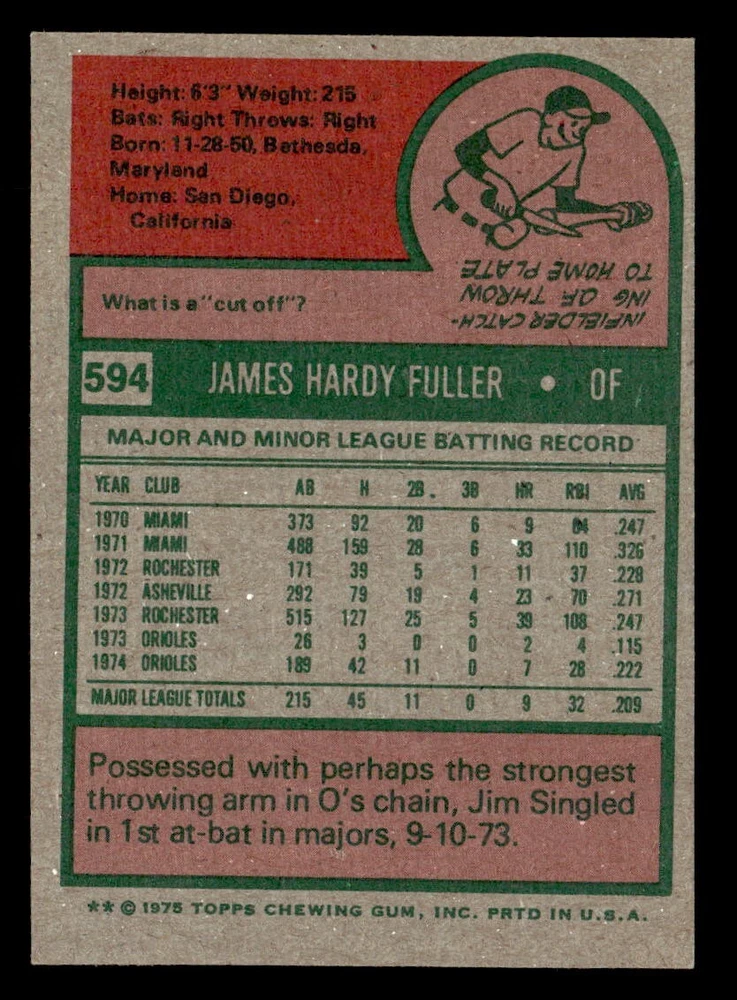 Height: 6'3" Weight: 215
Bats: Right Throws: Right
Born: 11-28-50, Bethesda,
Maryland
Home: San Diego,
California
What is a "cut off"?
INFIELDER CATCH-
ING OF THROW
TO HOME PLATE.
594 JAMES HARDY FULLER • OF
MAJOR AND MINOR LEAGUE BATTING RECORD
YEAR CLUB AB H 2B. 3B HR RBI AVG
1970 MIAMI 373 92 20 6 9 64 .247
1971 MIAMI 488 159 28 6 33 110 .326
1972 ROCHESTER 171 39 5 1 11 37 .228
1972 ASHEVILLE 292 79 19 4 23 70 .271
1973 ROCHESTER 515 127 25 5 39 108 .247
1973 ORIOLES 26 3 0 0 2 4 .115
1974 ORIOLES 189 42 11 0 7 28 .222
MAJOR LEAGUE TOTALS 215 45 11 0 9 32 .209
Possessed with perhaps the strongest
throwing arm in O's chain, Jim Singled
in 1st at-bat in majors, 9-10-73.
** © 1975 TOPPS CHEWING GUM, INC. PRTD IN U.S.A.